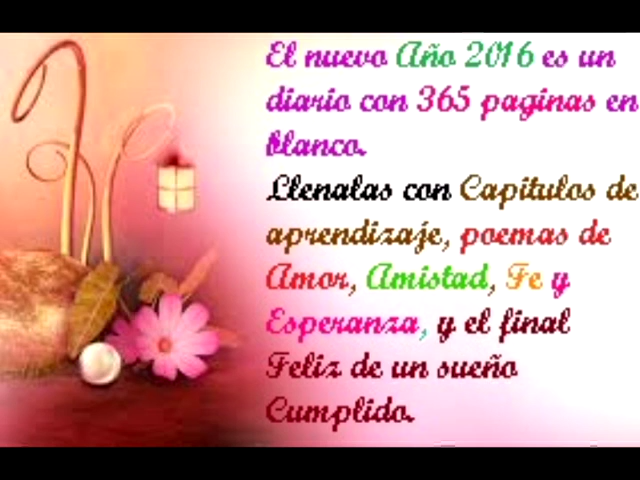 El nuevo Año 2016 es un
diario con 365 paginas en
blanco.
Llenalas con Capitulos de
aprendizaje, poemas de
Amor, Amistad, Fe y
Esperanza, y el final
Feliz de un sueño
Cumplido.